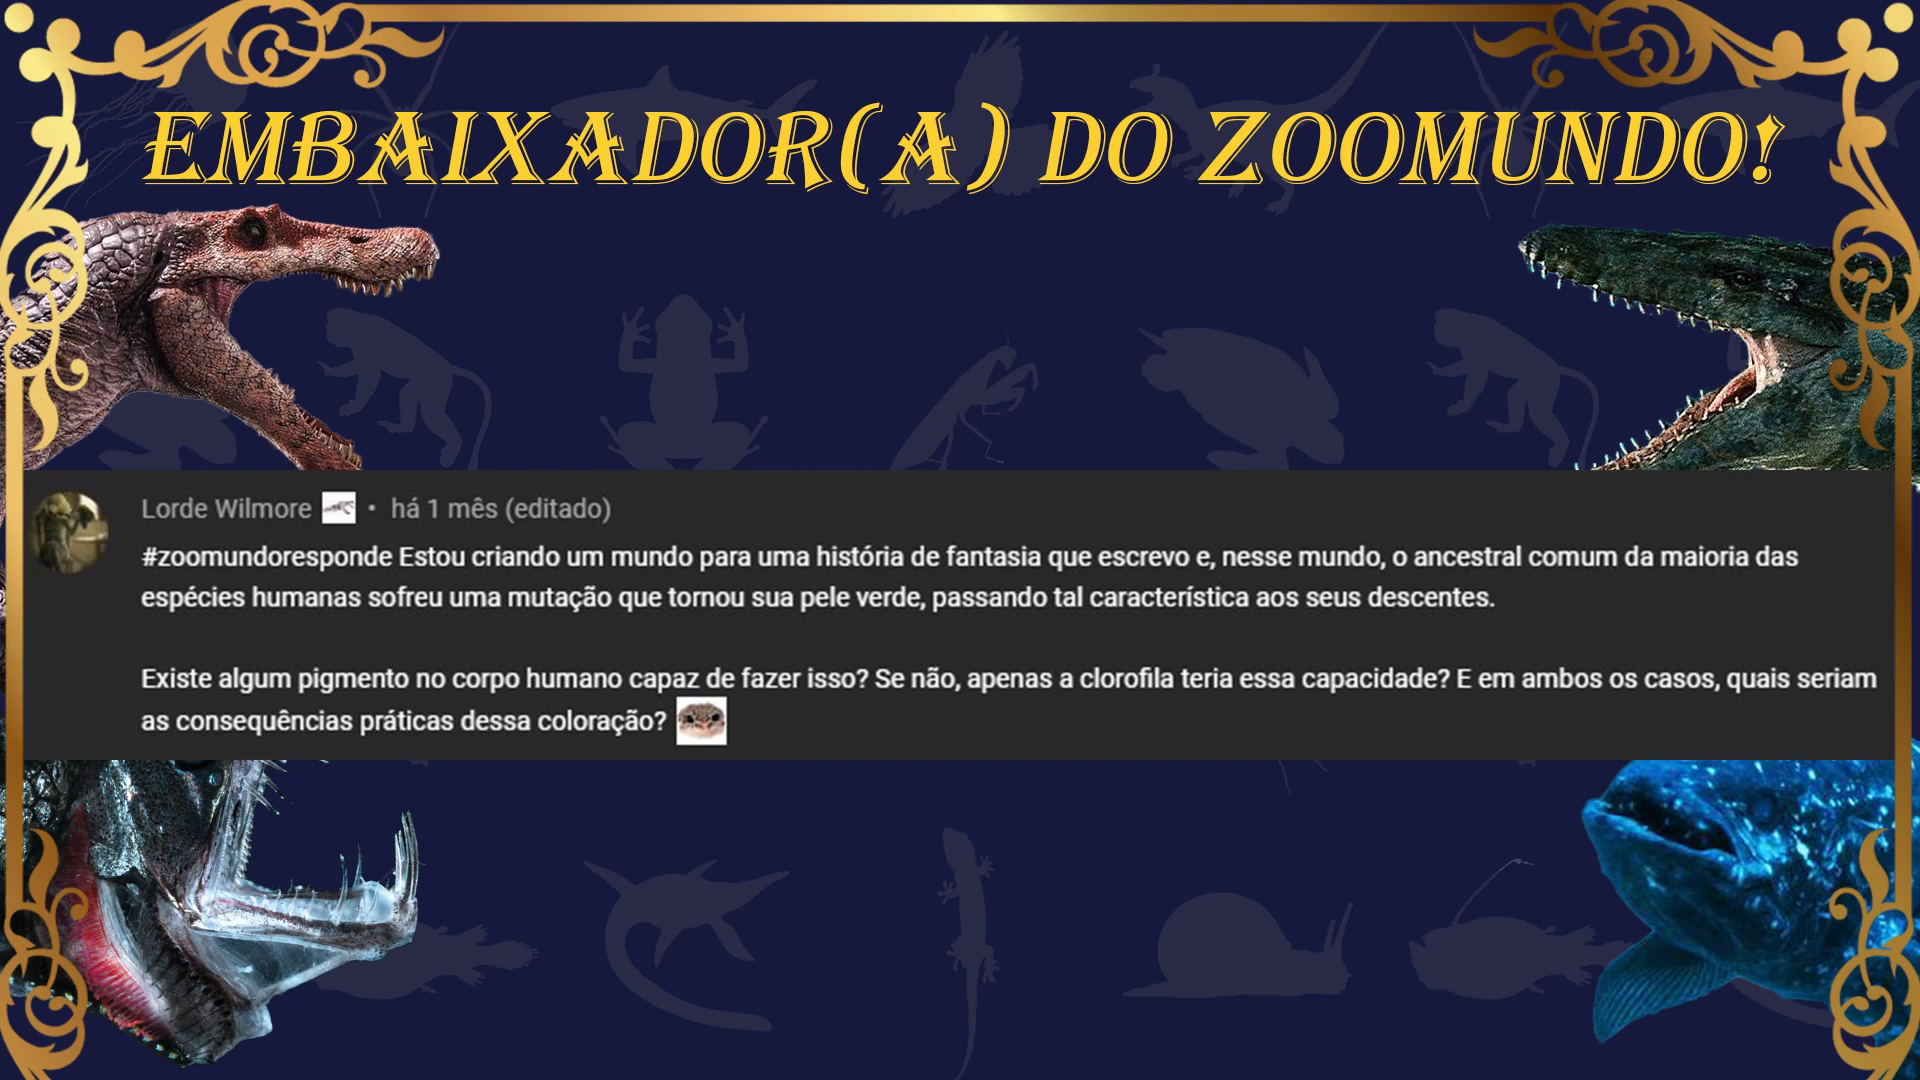 EMBAIXADOR(A) DO ZOOMUNDO!
Lorde Wilmore • há 1 mês (editado)
#zoomundoresponde Estou criando um mundo para uma história de fantasia que escrevo e, nesse mundo, o ancestral comum da maioria das
espécies humanas sofreu uma mutação que tornou sua pele verde, passando tal característica aos seus descentes.
Existe algum pigmento no corpo humano capaz de fazer isso? Se não, apenas a clorofila teria essa capacidade? E em ambos os casos, quais seriam
as consequências práticas dessa coloração?